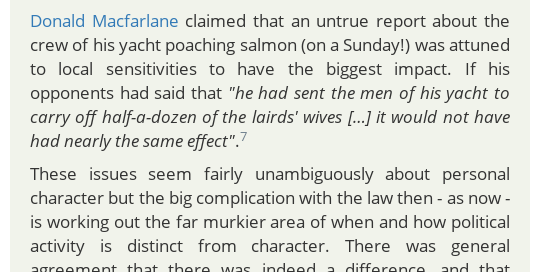 Donald Macfarlane claimed that an untrue report about the
crew of his yacht poaching salmon (on a Sunday!) was attuned
to local sensitivities to have the biggest impact. If his
opponents had said that "he had sent the men of his yacht to
carry off half-a-dozen of the lairds' wives [...] it would not have
had nearly the same effect".7
These issues seem fairly unambiguously about personal
character but the big complication with the law then - as now -
is working out the far murkier area of when and how political
activity is distinct from character. There was general
agreement that there was indeed a difference, and that